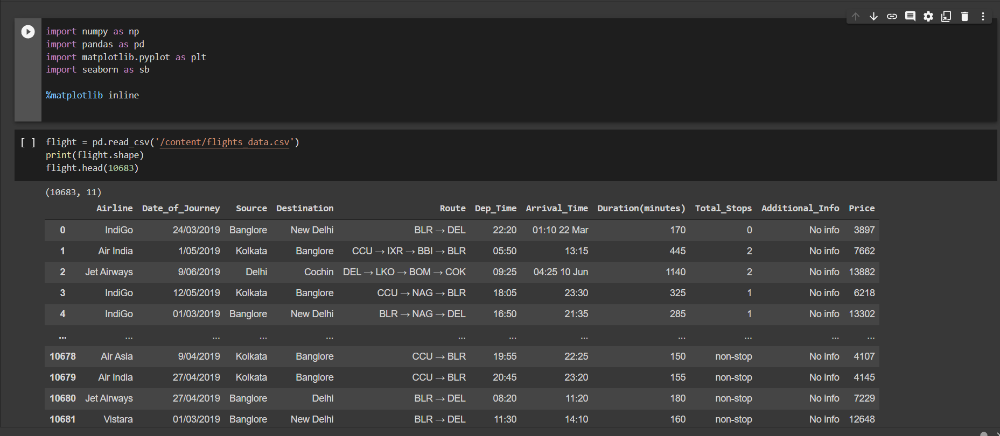 import numpy as np
import pandas as pd
import matplotlib.pyplot as plt
import seaborn as sb
%matplotlib inline
[ ] flight = pd.read_csv('/content/flights_data.csv')
print(flight.shape)
flight.head(10683)
(10683, 11)
Airline Date_of_Journey Source Destination Route Dep_Time Arrival_Time Duration(minutes) Total_Stops Additional_Info Price
0 IndiGo 24/03/2019 Banglore New Delhi BLR → DEL 22:20 01:10 22 Mar 170 0 No info 3897
1 Air India 1/05/2019 Kolkata Banglore CCU → IXR → BBI → BLR 05:50 13:15 445 2 No info 7662
2 Jet Airways 9/06/2019 Delhi Cochin DEL → LKO → BOM → COK 09:25 04:25 10 Jun 1140 2 No info 13882
3 IndiGo 12/05/2019 Kolkata Banglore CCU → NAG → BLR 18:05 23:30 325 1 No info 6218
4 IndiGo 01/03/2019 Banglore New Delhi BLR → NAG → DEL 16:50 21:35 285 1 No info 13302
... ... ... ... ... ... ... ... ... ... ... ...
10678 Air Asia 9/04/2019 Kolkata Banglore CCU → BLR 19:55 22:25 150 non-stop No info 4107
10679 Air India 27/04/2019 Kolkata Banglore CCU → BLR 20:45 23:20 155 non-stop No info 4145
10680 Jet Airways 27/04/2019 Banglore Delhi BLR → DEL 08:20 11:20 180 non-stop No info 7229
10681 Vistara 01/03/2019 Banglore New Delhi BLR → DEL 11:30 14:10 160 non-stop No info 12648